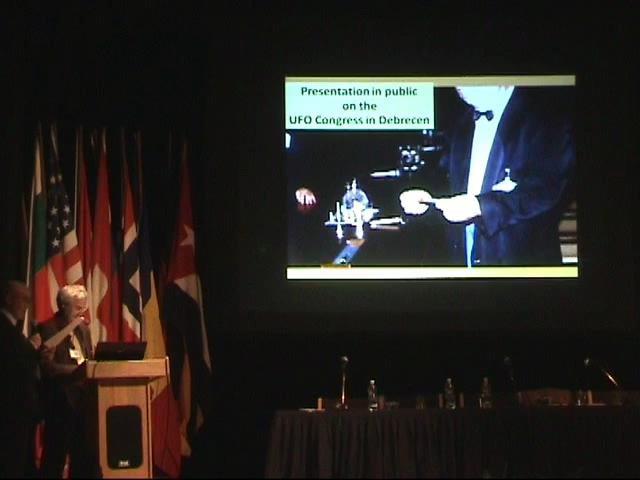 Presentation in public
on the
UFO Congress in Debrecen